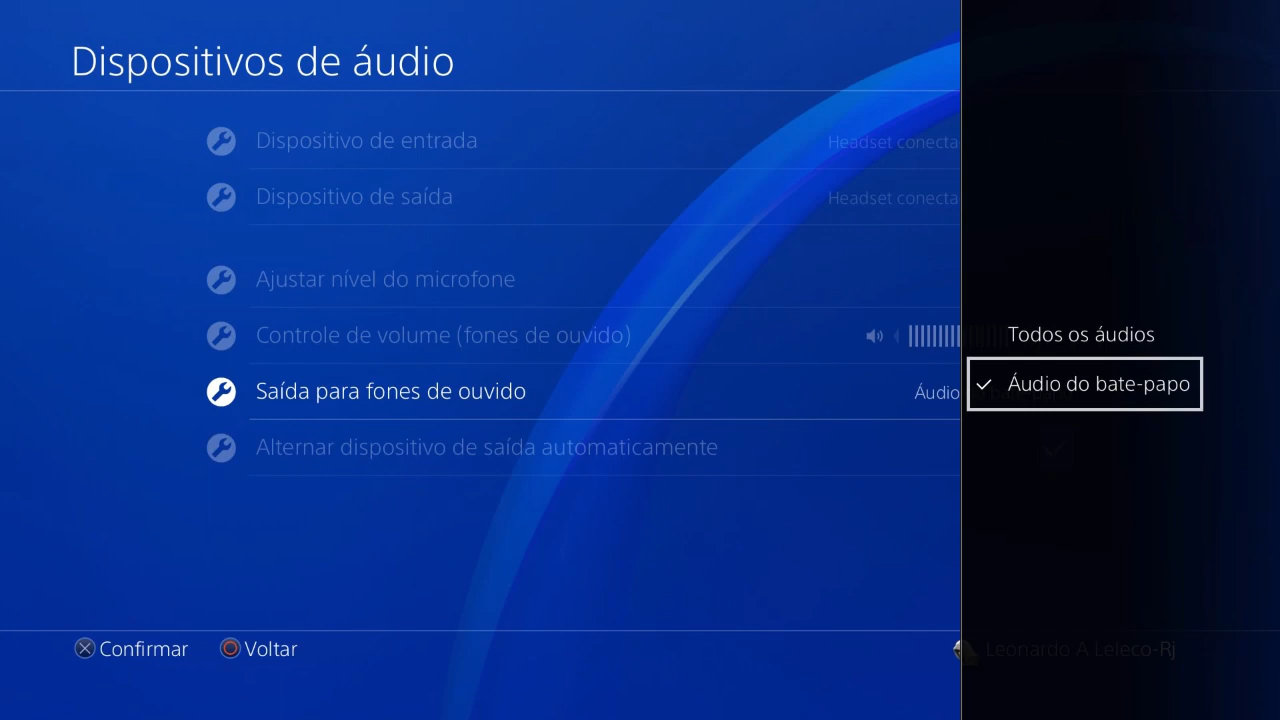 Dispositivos de áudio
Dispositivo de entrada
Headset conecta
Dispositivo de saída
Headset conecta
Ajustar nível do microfone
Controle de volume (fones de ouvido)
Todos os áudios
Saída para fones de ouvido
Áudio
Áudio do bate-papo
Alternar dispositivo de saída automaticamente
Confirmar
Voltar
Leonardo A Leleco-Rj